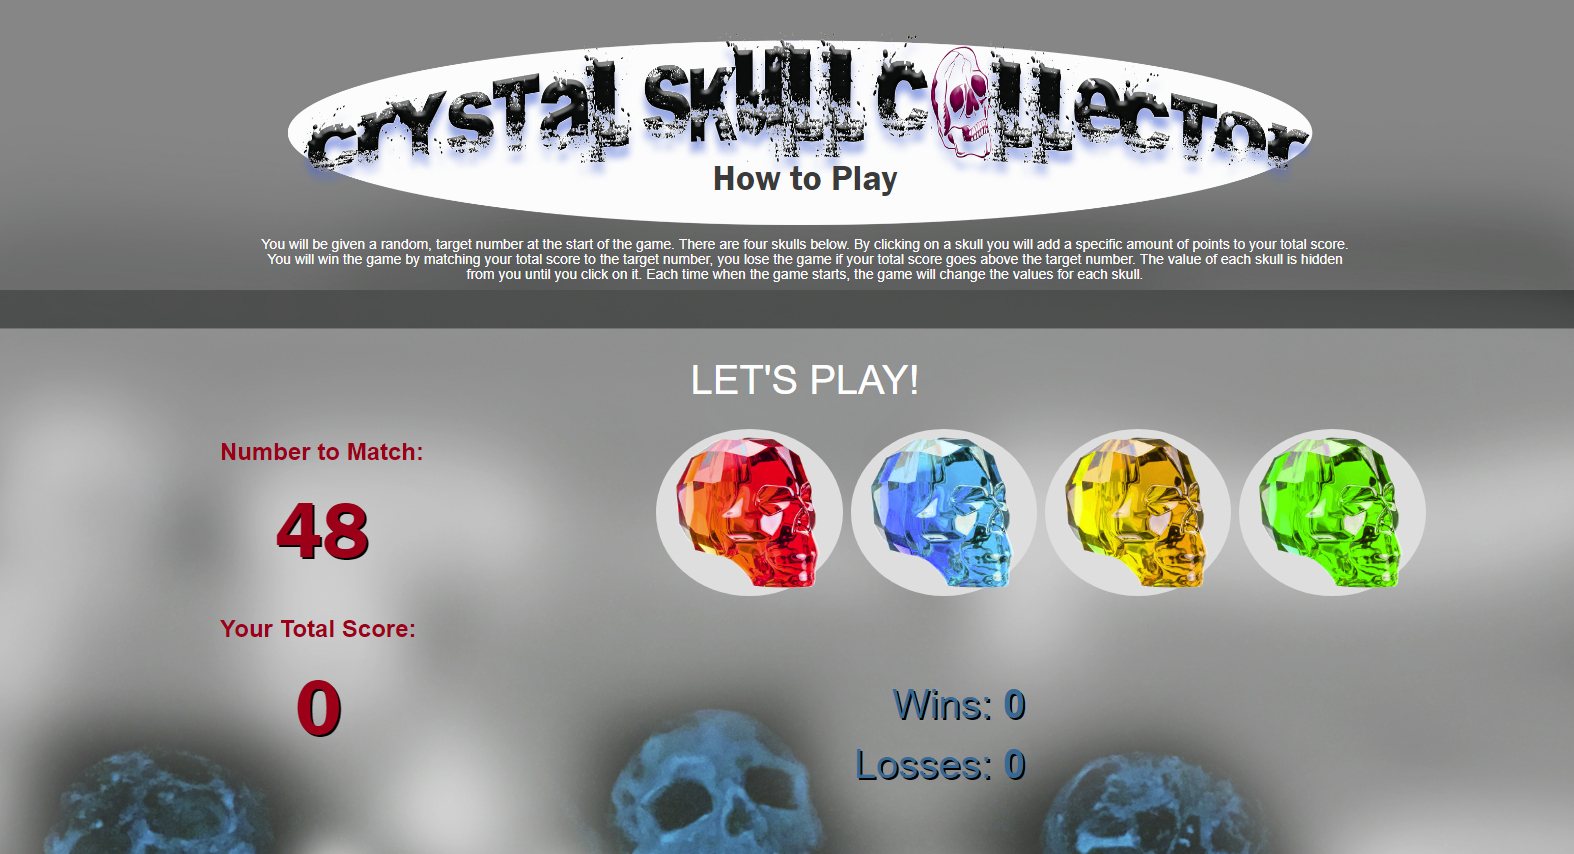 CRYSTAL SKULL COLLECTOR
How to Play
You will be given a random, target number at the start of the game. There are four skulls below. By clicking on a skull you will add a specific amount of points to your total score.
You will win the game by matching your total score to the target number, you lose the game if your total score goes above the target number. The value of each skull is hidden
from you until you click on it. Each time when the game starts, the game will change the values for each skull.
LET'S PLAY!
Number to Match:
48
Your Total Score:
0
Wins: 0
Losses: 0